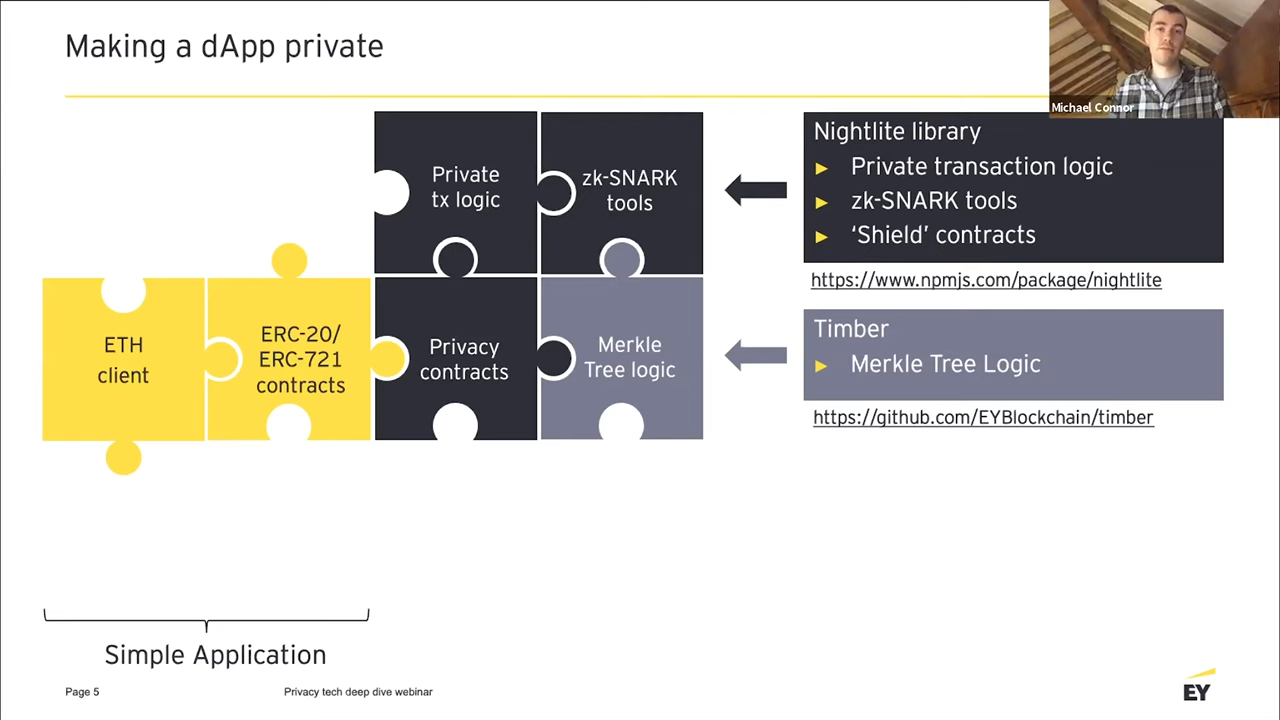 Making a dApp private
Michael Connor
Private
tx logic
zk-SNARK
tools
ETH
client
ERC-20/
ERC-721
contracts
Privacy
contracts
Merkle
Tree logic
Nightlite library
► Private transaction logic
► zk-SNARK tools
► ‘Shield’ contracts
https://www.npmjs.com/package/nightlite
Timber
► Merkle Tree Logic
https://github.com/EYBlockchain/timber
Simple Application
Page 5
Privacy tech deep dive webinar
EY